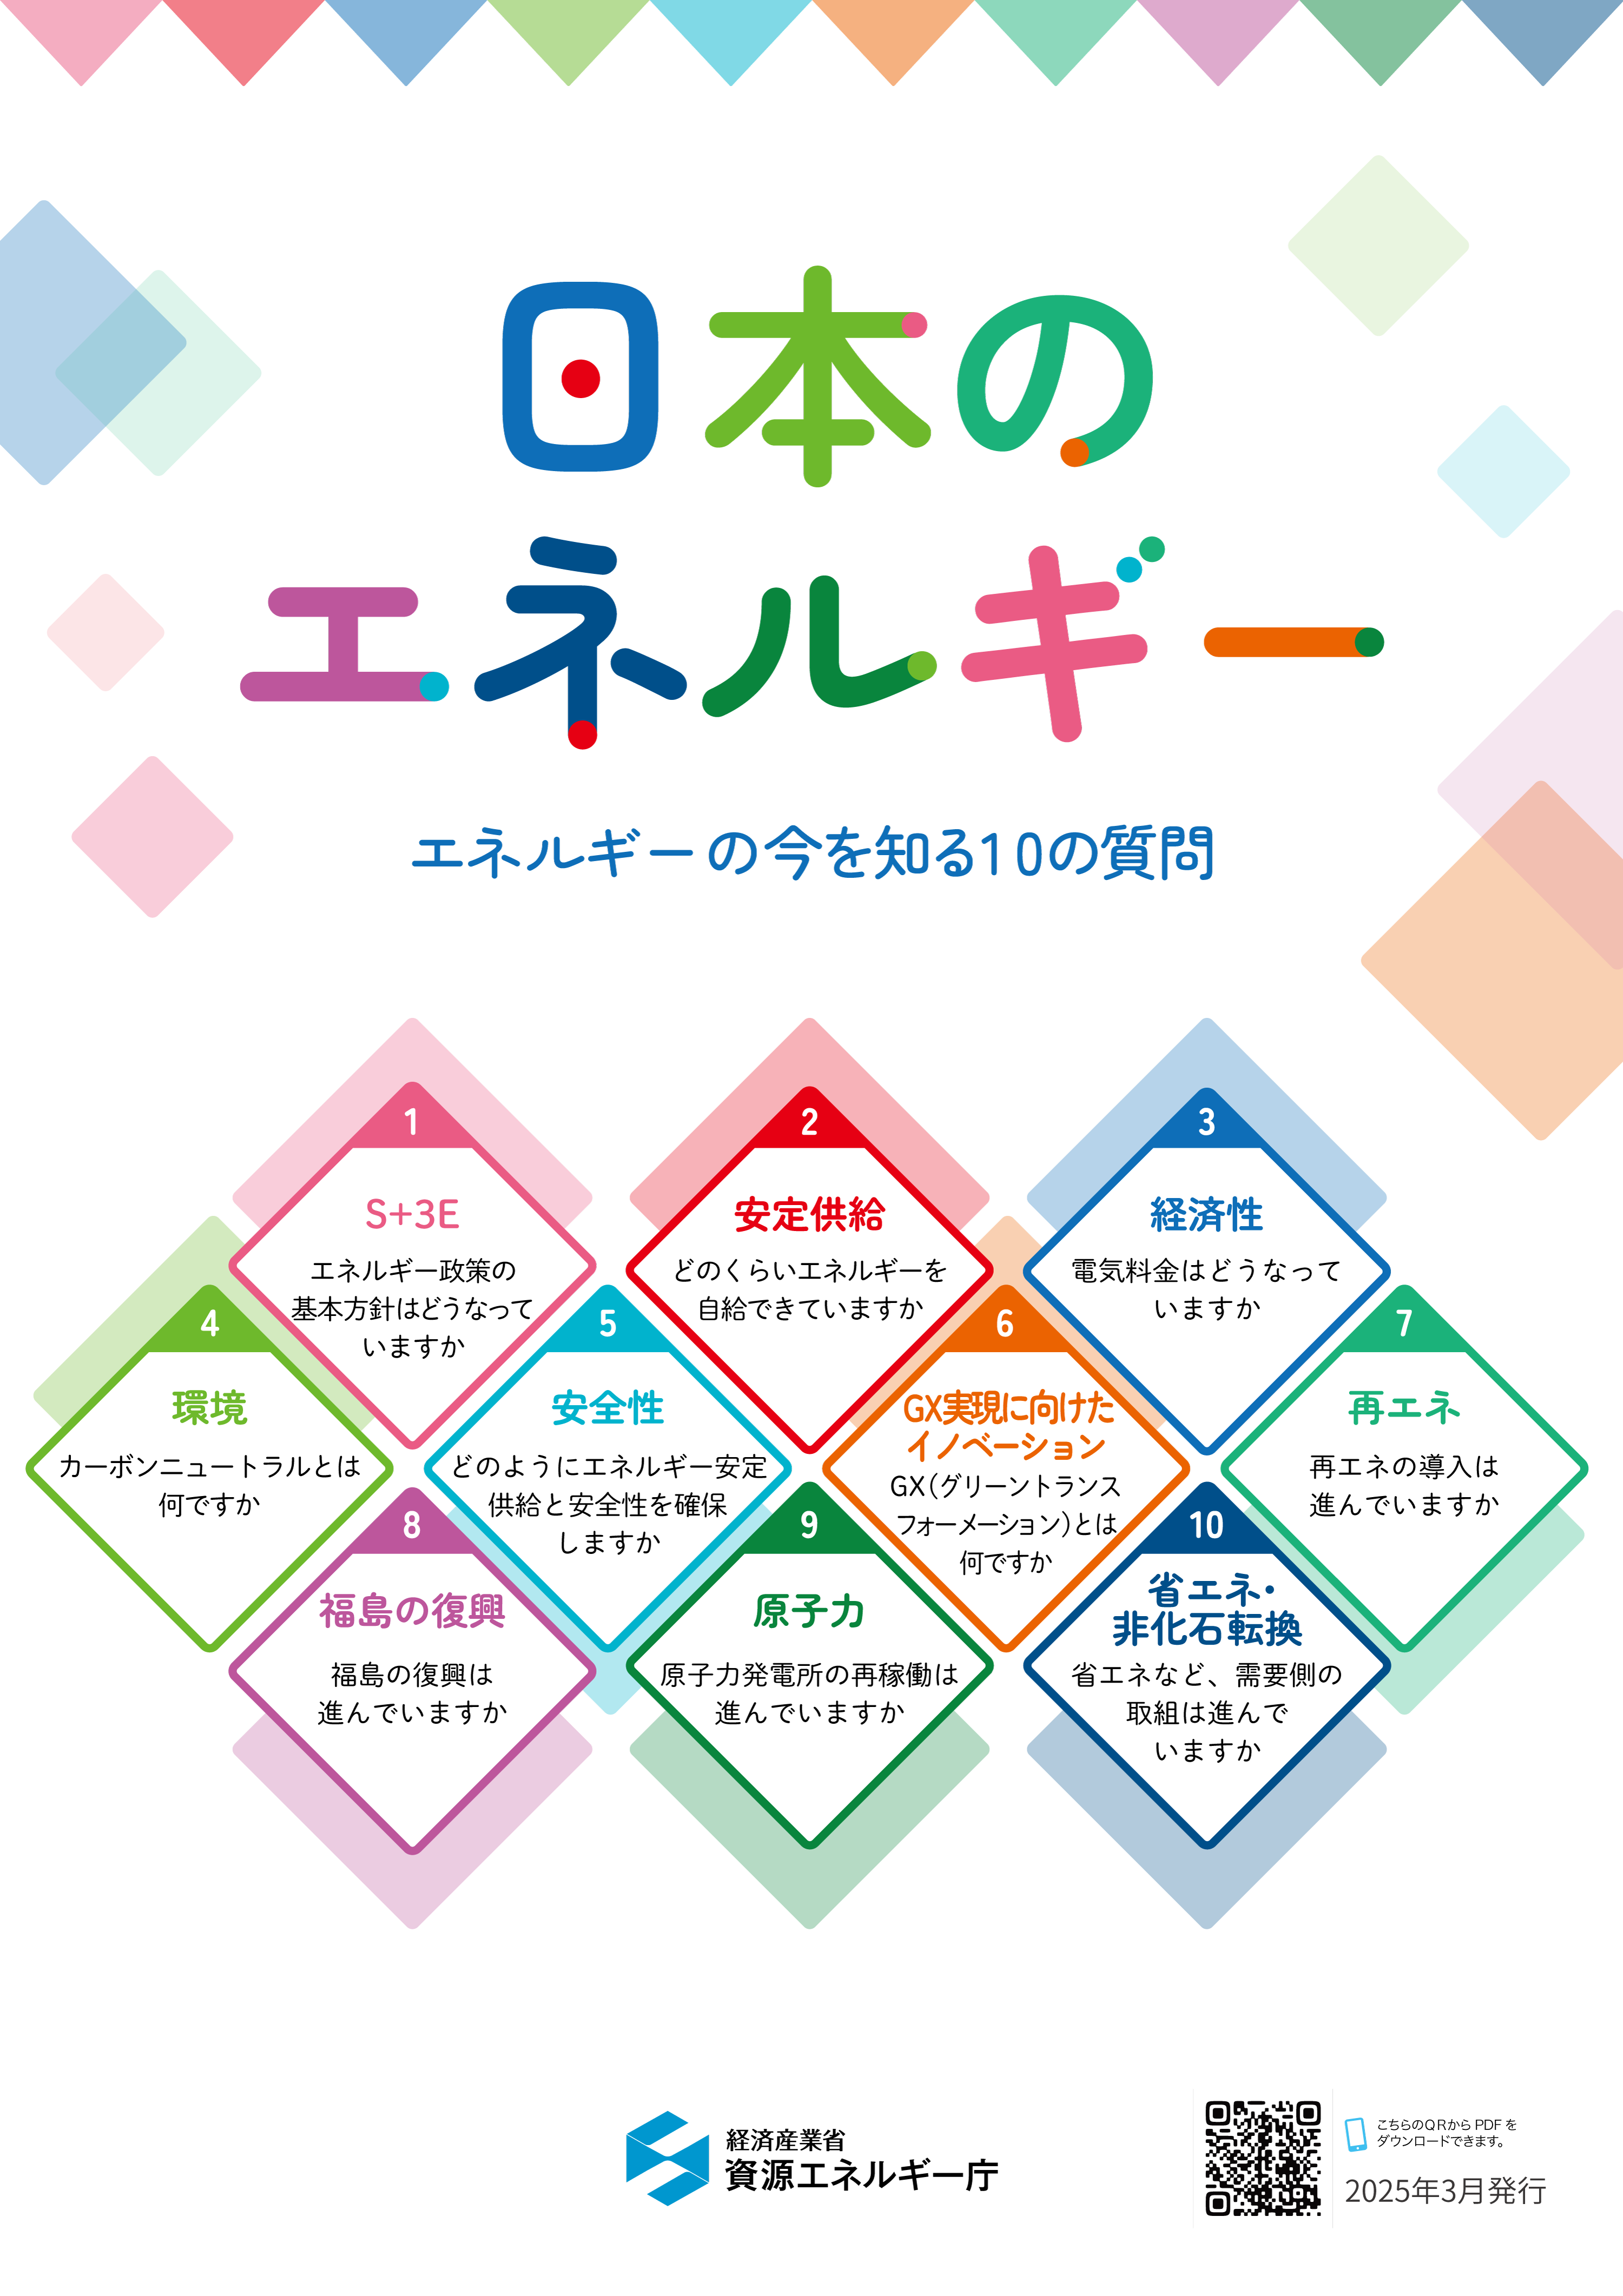 日本の
エネルギー
エネルギーの今を知る10の質問
1
S+3E
エネルギー政策の
基本方針はどうなって
いますか
2
安定供給
どのくらいエネルギーを
自給できていますか
3
経済性
電気料金はどうなって
いますか
4
環境
カーボンニュートラルとは
何ですか
5
安全性
どのようにエネルギー安定
供給と安全性を確保
しますか
6
GX実現に向けた
イノベーション
GX(グリーントランス
フォーメーション)とは
何ですか
7
再エネ
再エネの導入は
進んでいますか
8
福島の復興
福島の復興は
進んでいますか
9
原子力
原子力発電所の再稼働は
進んでいますか
10
省エネ・
非化石転換
省エネなど、需要側の
取組は進んで
いますか
経済産業省
資源エネルギー庁
こちらのQRから PDF を
ダウンロードできます。
2025年3月発行